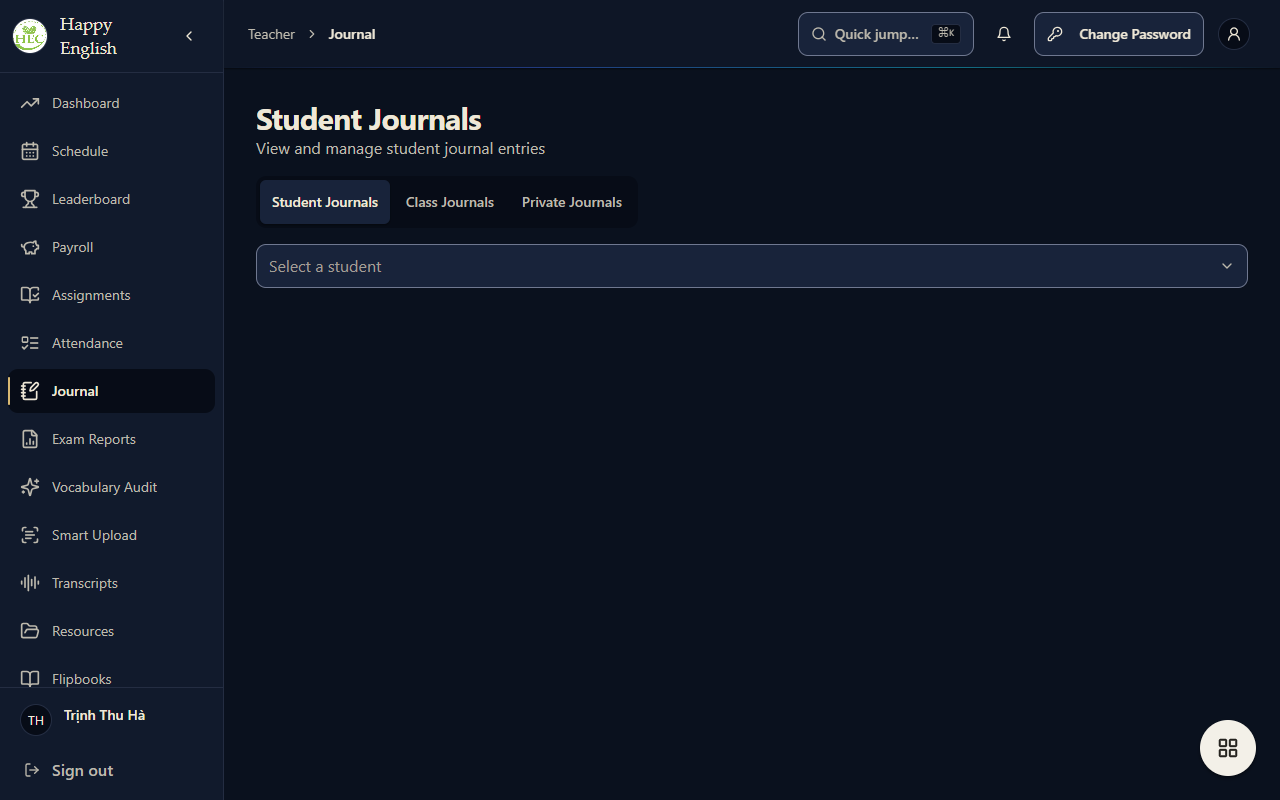 HEC
Happy
English
Teacher
Journal
Quick jump...
⌘K
Change Password
Dashboard
Schedule
Leaderboard
Payroll
Assignments
Attendance
Journal
Exam Reports
Vocabulary Audit
Smart Upload
Transcripts
Resources
Flipbooks
TH
Trịnh Thu Hà
Sign out
Student Journals
View and manage student journal entries
Student Journals
Class Journals
Private Journals
Select a student